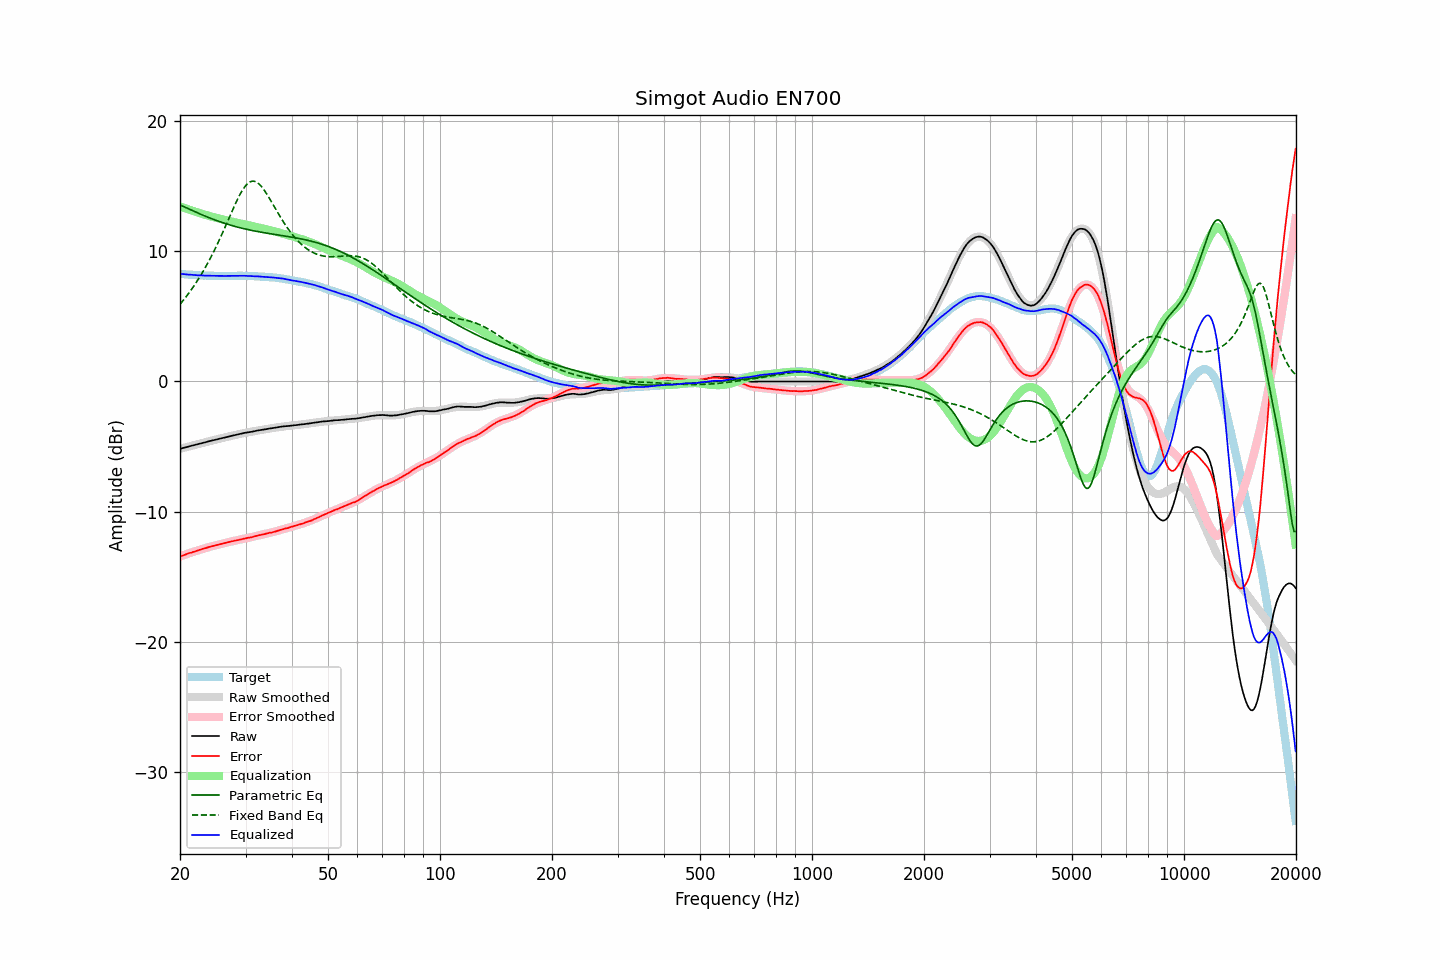 Simgot Audio EN700
20
10
0
−10
−20
−30
Amplitude (dBr)
Target
Raw Smoothed
Error Smoothed
Raw
Error
Equalization
Parametric Eq
Fixed Band Eq
Equalized
20 50 100 200 500 1000 2000 5000 10000 20000
Frequency (Hz)